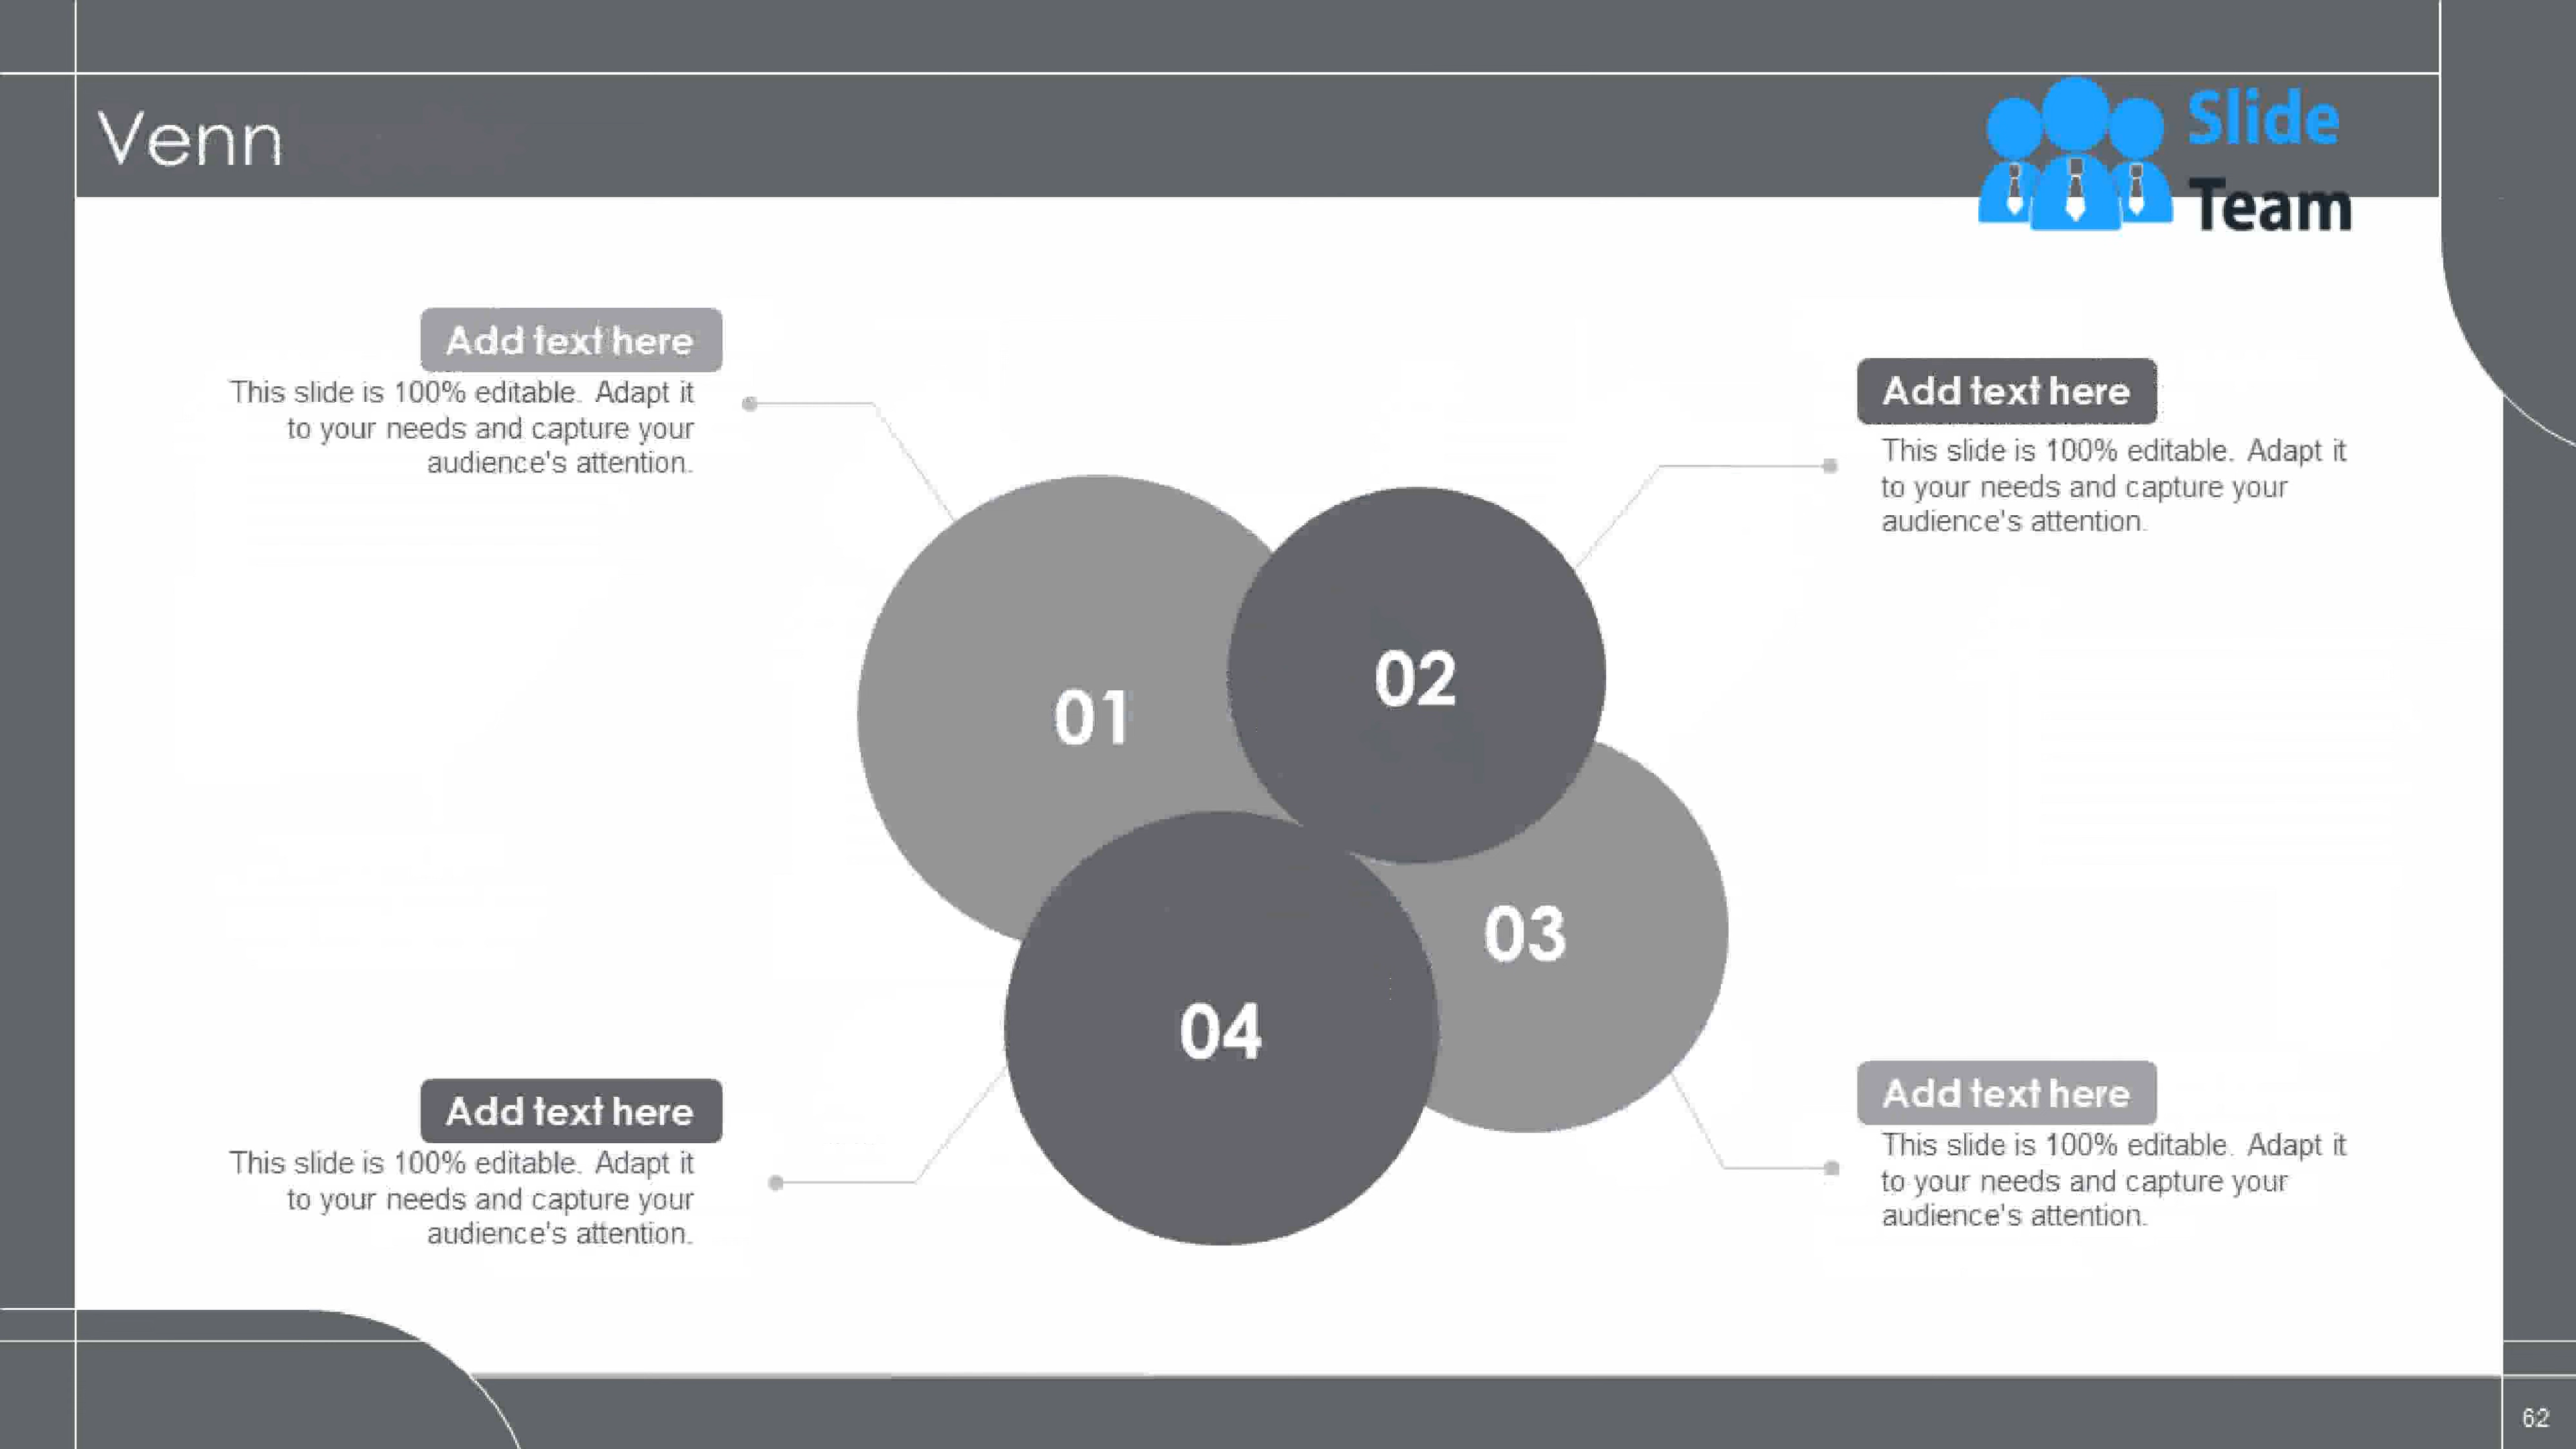 Venn
Slide
Team
Add text here
This slide is 100% editable. Adapt it
to your needs and capture your
audience's attention.
Add text here
This slide is 100% editable. Adapt it
to your needs and capture your
audience's attention.
01
02
03
04
Add text here
This slide is 100% editable. Adapt it
to your needs and capture your
audience's attention.
Add text here
This slide is 100% editable. Adapt it
to your needs and capture your
audience's attention.
62